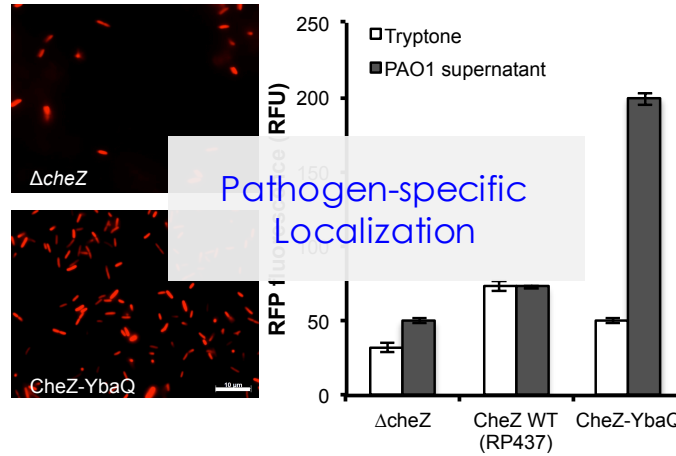 ΔcheZ
CheZ-YbaQ
10 μm
Pathogen-specific
Localization
RFP fluorescence (RFU)
250
200
150
100
50
0
Tryptone
PAO1 supernatant
ΔcheZ
CheZ WT
(RP437)
CheZ-YbaQ